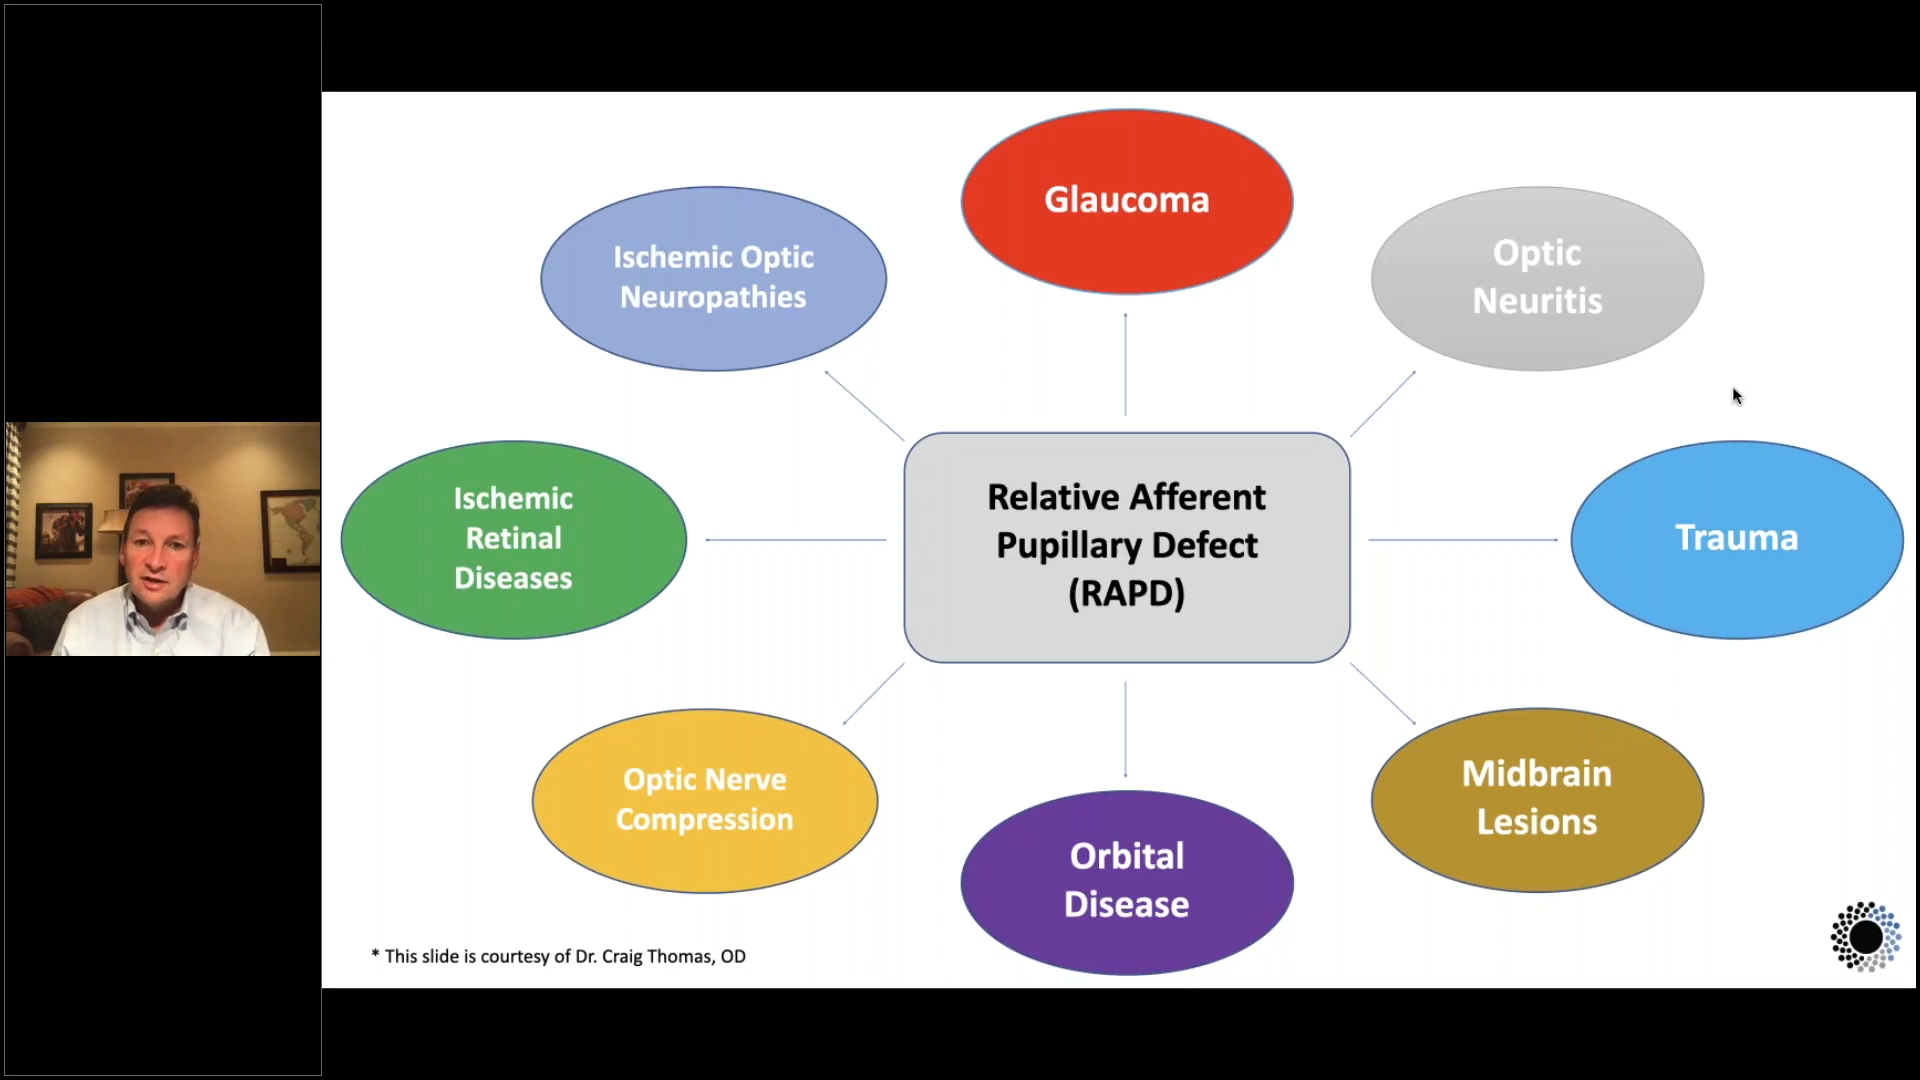 Glaucoma
Ischemic Optic
Neuropathies
Optic
Neuritis
Ischemic
Retinal
Diseases
Relative Afferent
Pupillary Defect
(RAPD)
Trauma
Optic Nerve
Compression
Midbrain
Lesions
Orbital
Disease
* This slide is courtesy of Dr. Craig Thomas, OD